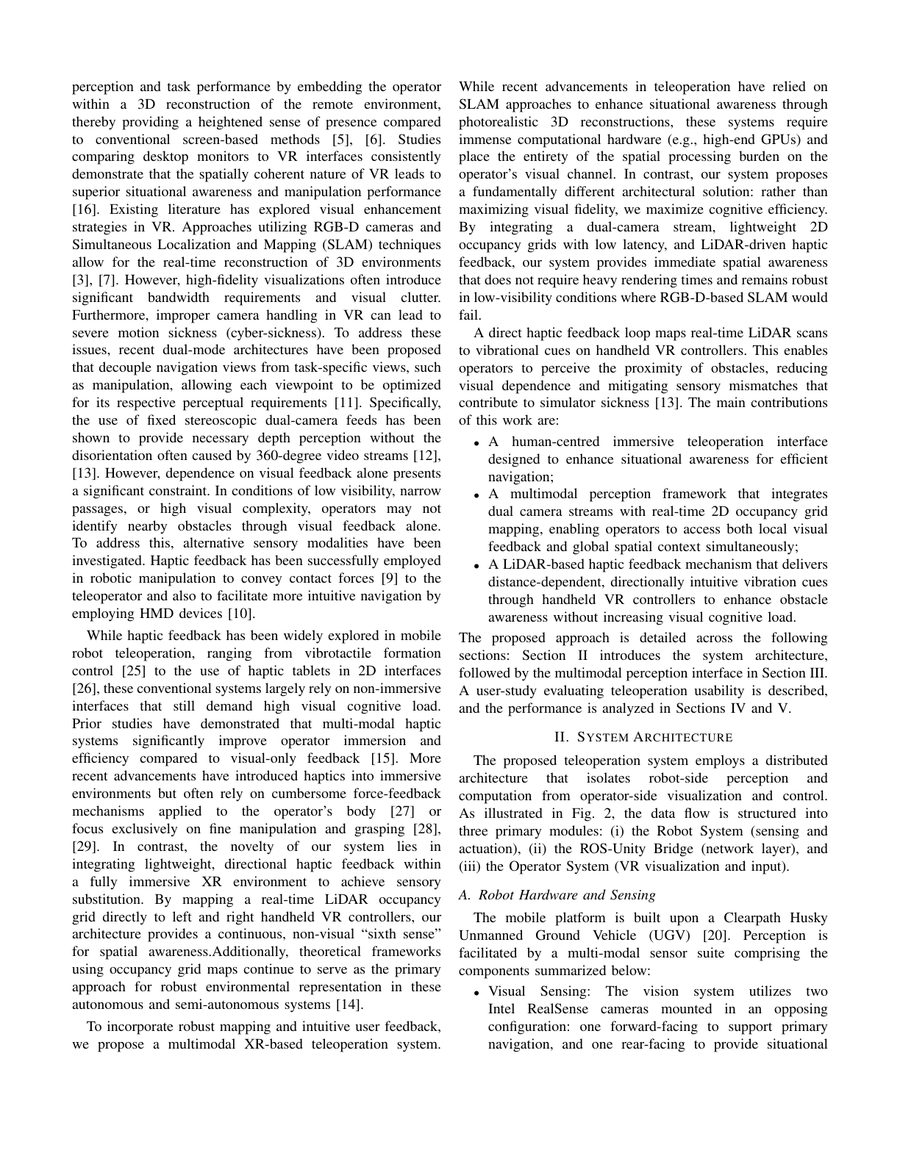 perception and task performance by embedding the operator
within a 3D reconstruction of the remote environment,
thereby providing a heightened sense of presence compared
to conventional screen-based methods [5], [6]. Studies
comparing desktop monitors to VR interfaces consistently
demonstrate that the spatially coherent nature of VR leads to
superior situational awareness and manipulation performance
[16]. Existing literature has explored visual enhancement
strategies in VR. Approaches utilizing RGB-D cameras and
Simultaneous Localization and Mapping (SLAM) techniques
allow for the real-time reconstruction of 3D environments
[3], [7]. However, high-fidelity visualizations often introduce
significant bandwidth requirements and visual clutter.
Furthermore, improper camera handling in VR can lead to
severe motion sickness (cyber-sickness). To address these
issues, recent dual-mode architectures have been proposed
that decouple navigation views from task-specific views, such
as manipulation, allowing each viewpoint to be optimized
for its respective perceptual requirements [11]. Specifically,
the use of fixed stereoscopic dual-camera feeds has been
shown to provide necessary depth perception without the
disorientation often caused by 360-degree video streams [12],
[13]. However, dependence on visual feedback alone presents
a significant constraint. In conditions of low visibility, narrow
passages, or high visual complexity, operators may not
identify nearby obstacles through visual feedback alone.
To address this, alternative sensory modalities have been
investigated. Haptic feedback has been successfully employed
in robotic manipulation to convey contact forces [9] to the
teleoperator and also to facilitate more intuitive navigation by
employing HMD devices [10].
While haptic feedback has been widely explored in mobile
robot teleoperation, ranging from vibrotactile formation
control [25] to the use of haptic tablets in 2D interfaces
[26], these conventional systems largely rely on non-immersive
interfaces that still demand high visual cognitive load.
Prior studies have demonstrated that multi-modal haptic
systems significantly improve operator immersion and
efficiency compared to visual-only feedback [15]. More
recent advancements have introduced haptics into immersive
environments but often rely on cumbersome force-feedback
mechanisms applied to the operator's body [27] or
focus exclusively on fine manipulation and grasping [28],
[29]. In contrast, the novelty of our system lies in
integrating lightweight, directional haptic feedback within
a fully immersive XR environment to achieve sensory
substitution. By mapping a real-time LiDAR occupancy
grid directly to left and right handheld VR controllers, our
architecture provides a continuous, non-visual “sixth sense”
for spatial awareness.Additionally, theoretical frameworks
using occupancy grid maps continue to serve as the primary
approach for robust environmental representation in these
autonomous and semi-autonomous systems [14].
To incorporate robust mapping and intuitive user feedback,
we propose a multimodal XR-based teleoperation system.
While recent advancements in teleoperation have relied on
SLAM approaches to enhance situational awareness through
photorealistic 3D reconstructions, these systems require
immense computational hardware (e.g., high-end GPUs) and
place the entirety of the spatial processing burden on the
operator's visual channel. In contrast, our system proposes
a fundamentally different architectural solution: rather than
maximizing visual fidelity, we maximize cognitive efficiency.
By integrating a dual-camera stream, lightweight 2D
occupancy grids with low latency, and LiDAR-driven haptic
feedback, our system provides immediate spatial awareness
that does not require heavy rendering times and remains robust
in low-visibility conditions where RGB-D-based SLAM would
fail.
A direct haptic feedback loop maps real-time LiDAR scans
to vibrational cues on handheld VR controllers. This enables
operators to perceive the proximity of obstacles, reducing
visual dependence and mitigating sensory mismatches that
contribute to simulator sickness [13]. The main contributions
of this work are:
• A human-centred immersive teleoperation interface
designed to enhance situational awareness for efficient
navigation;
• A multimodal perception framework that integrates
dual camera streams with real-time 2D occupancy grid
mapping, enabling operators to access both local visual
feedback and global spatial context simultaneously;
• A LiDAR-based haptic feedback mechanism that delivers
distance-dependent, directionally intuitive vibration cues
through handheld VR controllers to enhance obstacle
awareness without increasing visual cognitive load.
The proposed approach is detailed across the following
sections: Section II introduces the system architecture,
followed by the multimodal perception interface in Section III.
A user-study evaluating teleoperation usability is described,
and the performance is analyzed in Sections IV and V.
II. SYSTEM ARCHITECTURE
The proposed teleoperation system employs a distributed
architecture that isolates robot-side perception and
computation from operator-side visualization and control.
As illustrated in Fig. 2, the data flow is structured into
three primary modules: (i) the Robot System (sensing and
actuation), (ii) the ROS-Unity Bridge (network layer), and
(iii) the Operator System (VR visualization and input).
A. Robot Hardware and Sensing
The mobile platform is built upon a Clearpath Husky
Unmanned Ground Vehicle (UGV) [20]. Perception is
facilitated by a multi-modal sensor suite comprising the
components summarized below:
• Visual Sensing: The vision system utilizes two
Intel RealSense cameras mounted in an opposing
configuration: one forward-facing to support primary
navigation, and one rear-facing to provide situational